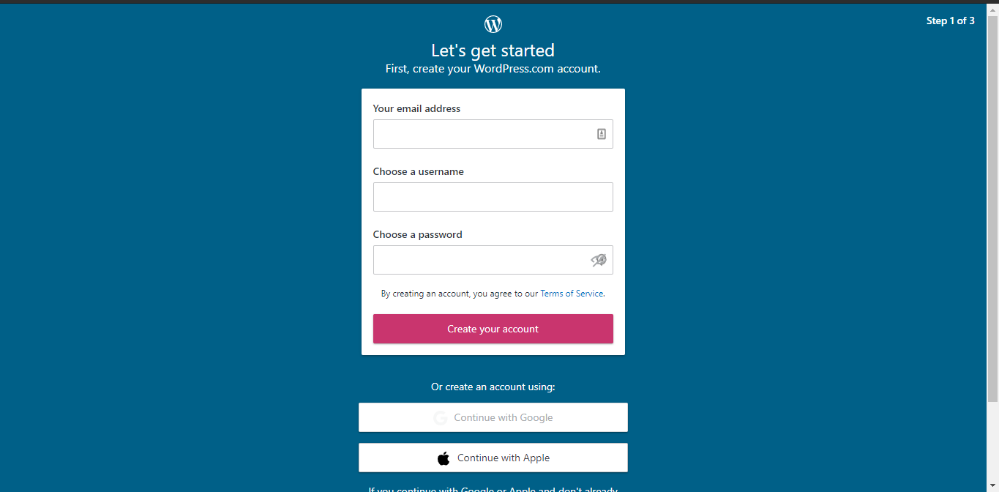 Step 1 of 3
Let's get started
First, create your WordPress.com account.
Your email address
Choose a username
Choose a password
By creating an account, you agree to our Terms of Service.
Create your account
Or create an account using:
Continue with Google
Continue with Apple
If you continue with Google or Apple and don't already